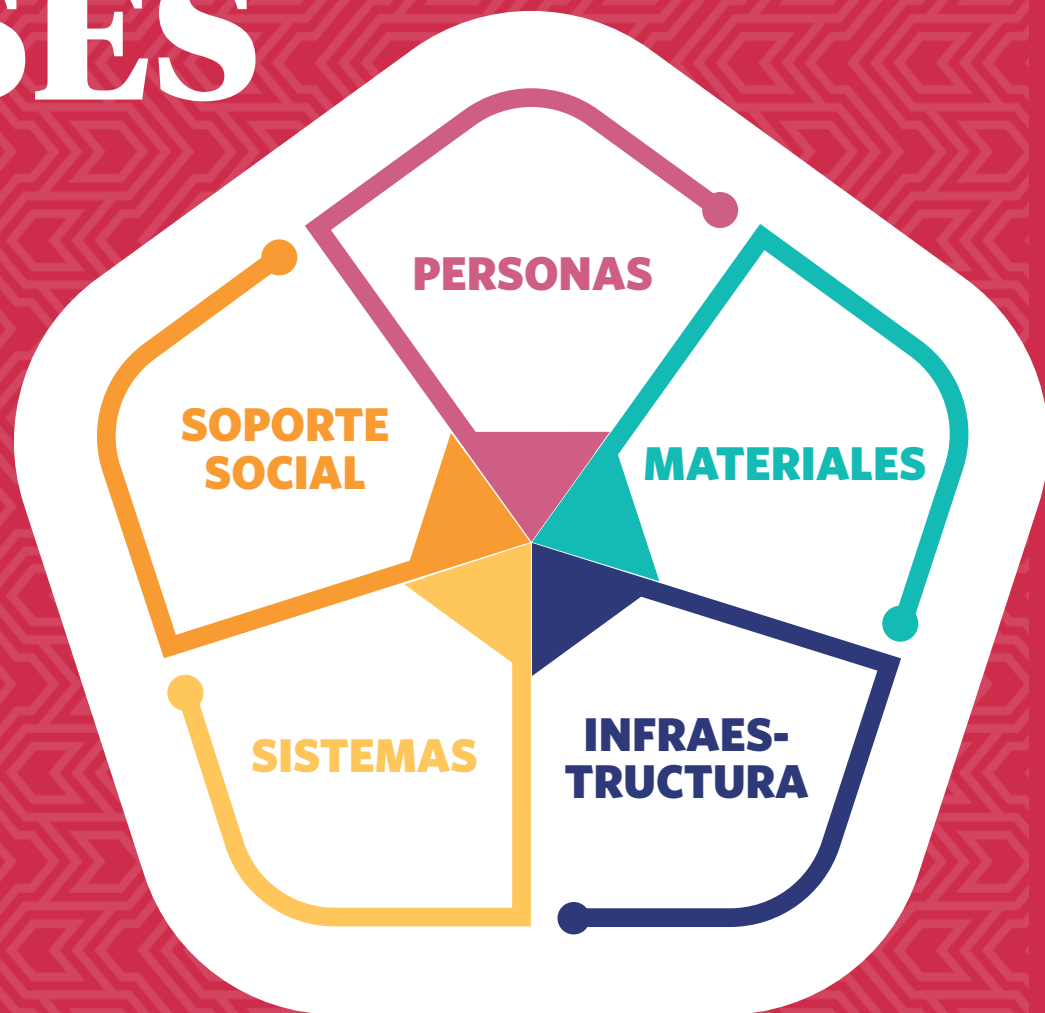 SES
PERSONAS
SOPORTE
SOCIAL
MATERIALES
SISTEMAS
INFRAES-
TRUCTURA